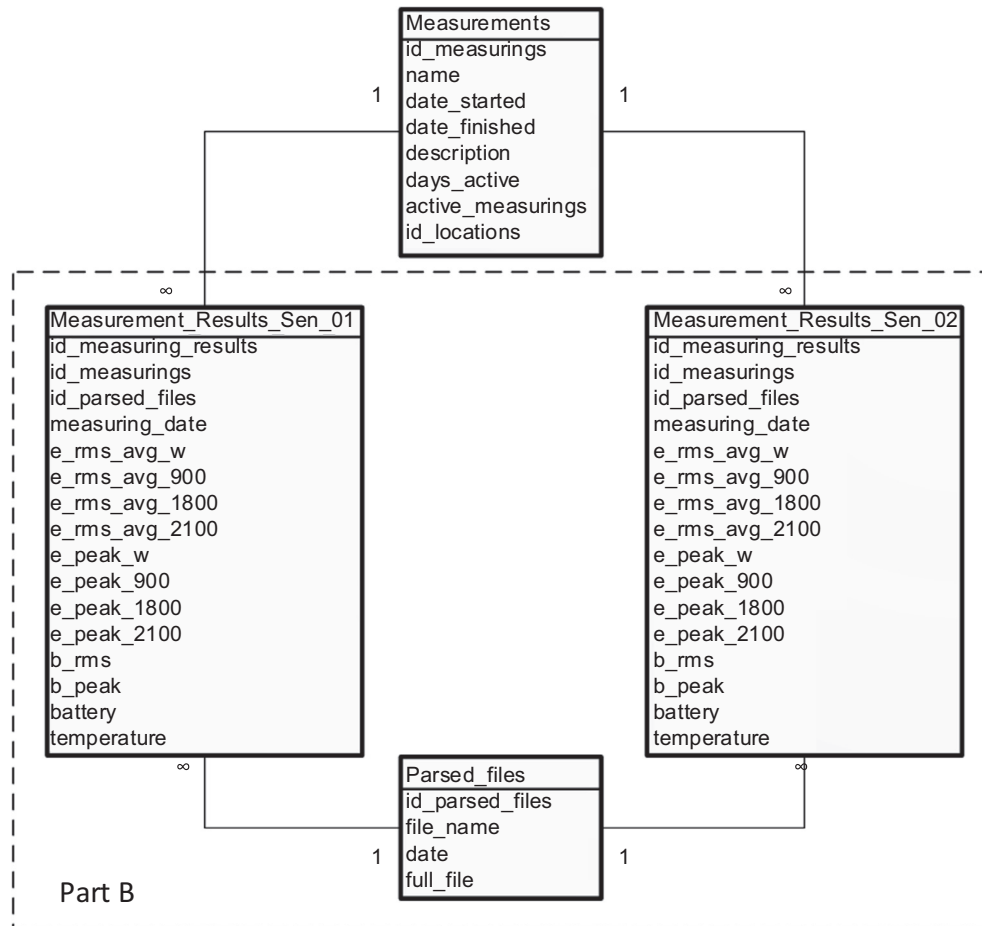 Measurements
id_measurings
name
date_started
date_finished
description
days_active
active_measurings
id_locations
1
1
∞
∞
Measurement_Results_Sen_01
id_measuring_results
id_measurings
id_parsed_files
measuring_date
e_rms_avg_w
e_rms_avg_900
e_rms_avg_1800
e_rms_avg_2100
e_peak_w
e_peak_900
e_peak_1800
e_peak_2100
b_rms
b_peak
battery
temperature
Measurement_Results_Sen_02
id_measuring_results
id_measurings
id_parsed_files
measuring_date
e_rms_avg_w
e_rms_avg_900
e_rms_avg_1800
e_rms_avg_2100
e_peak_w
e_peak_900
e_peak_1800
e_peak_2100
b_rms
b_peak
battery
temperature
∞
∞
Parsed_files
id_parsed_files
file_name
date
full_file
1
1
Part B